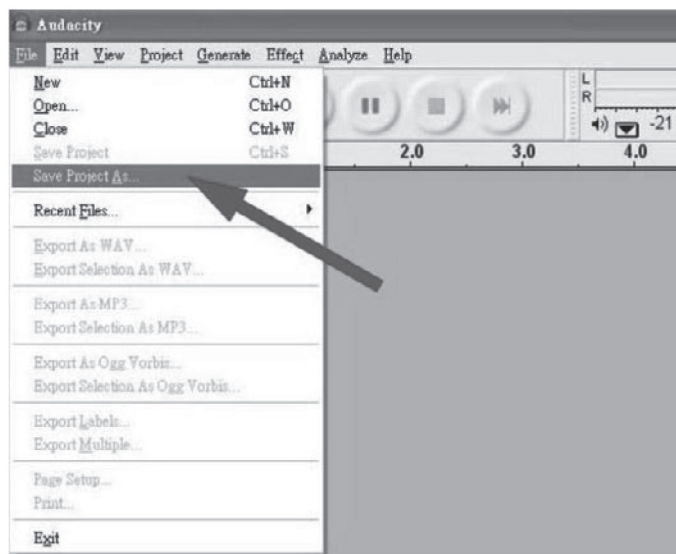 Audacity
File Edit View Project Generate Effect Analyze Help
New Ctrl+N
Open... Ctrl+O
Close Ctrl+W
Save Project Ctrl+S
Save Project As...
Recent Files...
Export As WAV...
Export Selection As WAV...
Export As MP3...
Export Selection As MP3...
Export As Ogg Vorbis...
Export Selection As Ogg Vorbis...
Export Labels...
Export Multiple...
Page Setup...
Print...
Exit
L
R
-21
2.0 3.0 4.0